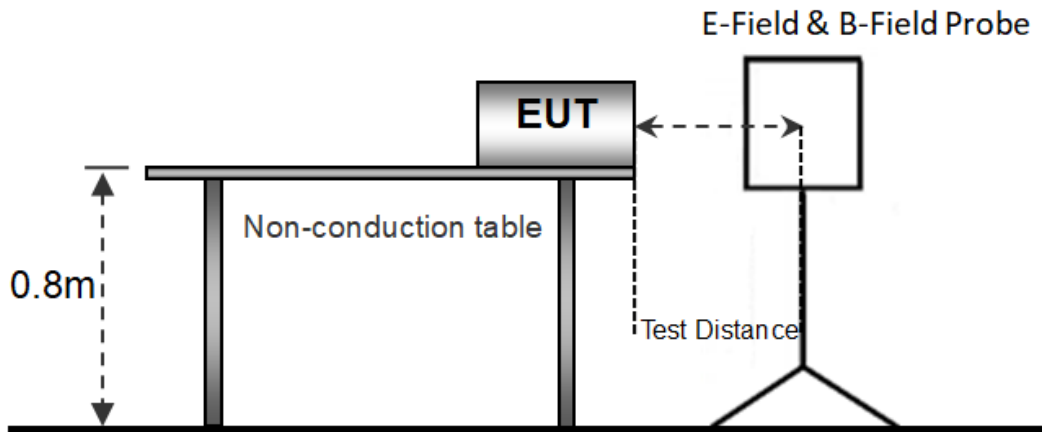 E-Field & B-Field Probe
EUT
Non-conduction table
0.8m
Test Distance